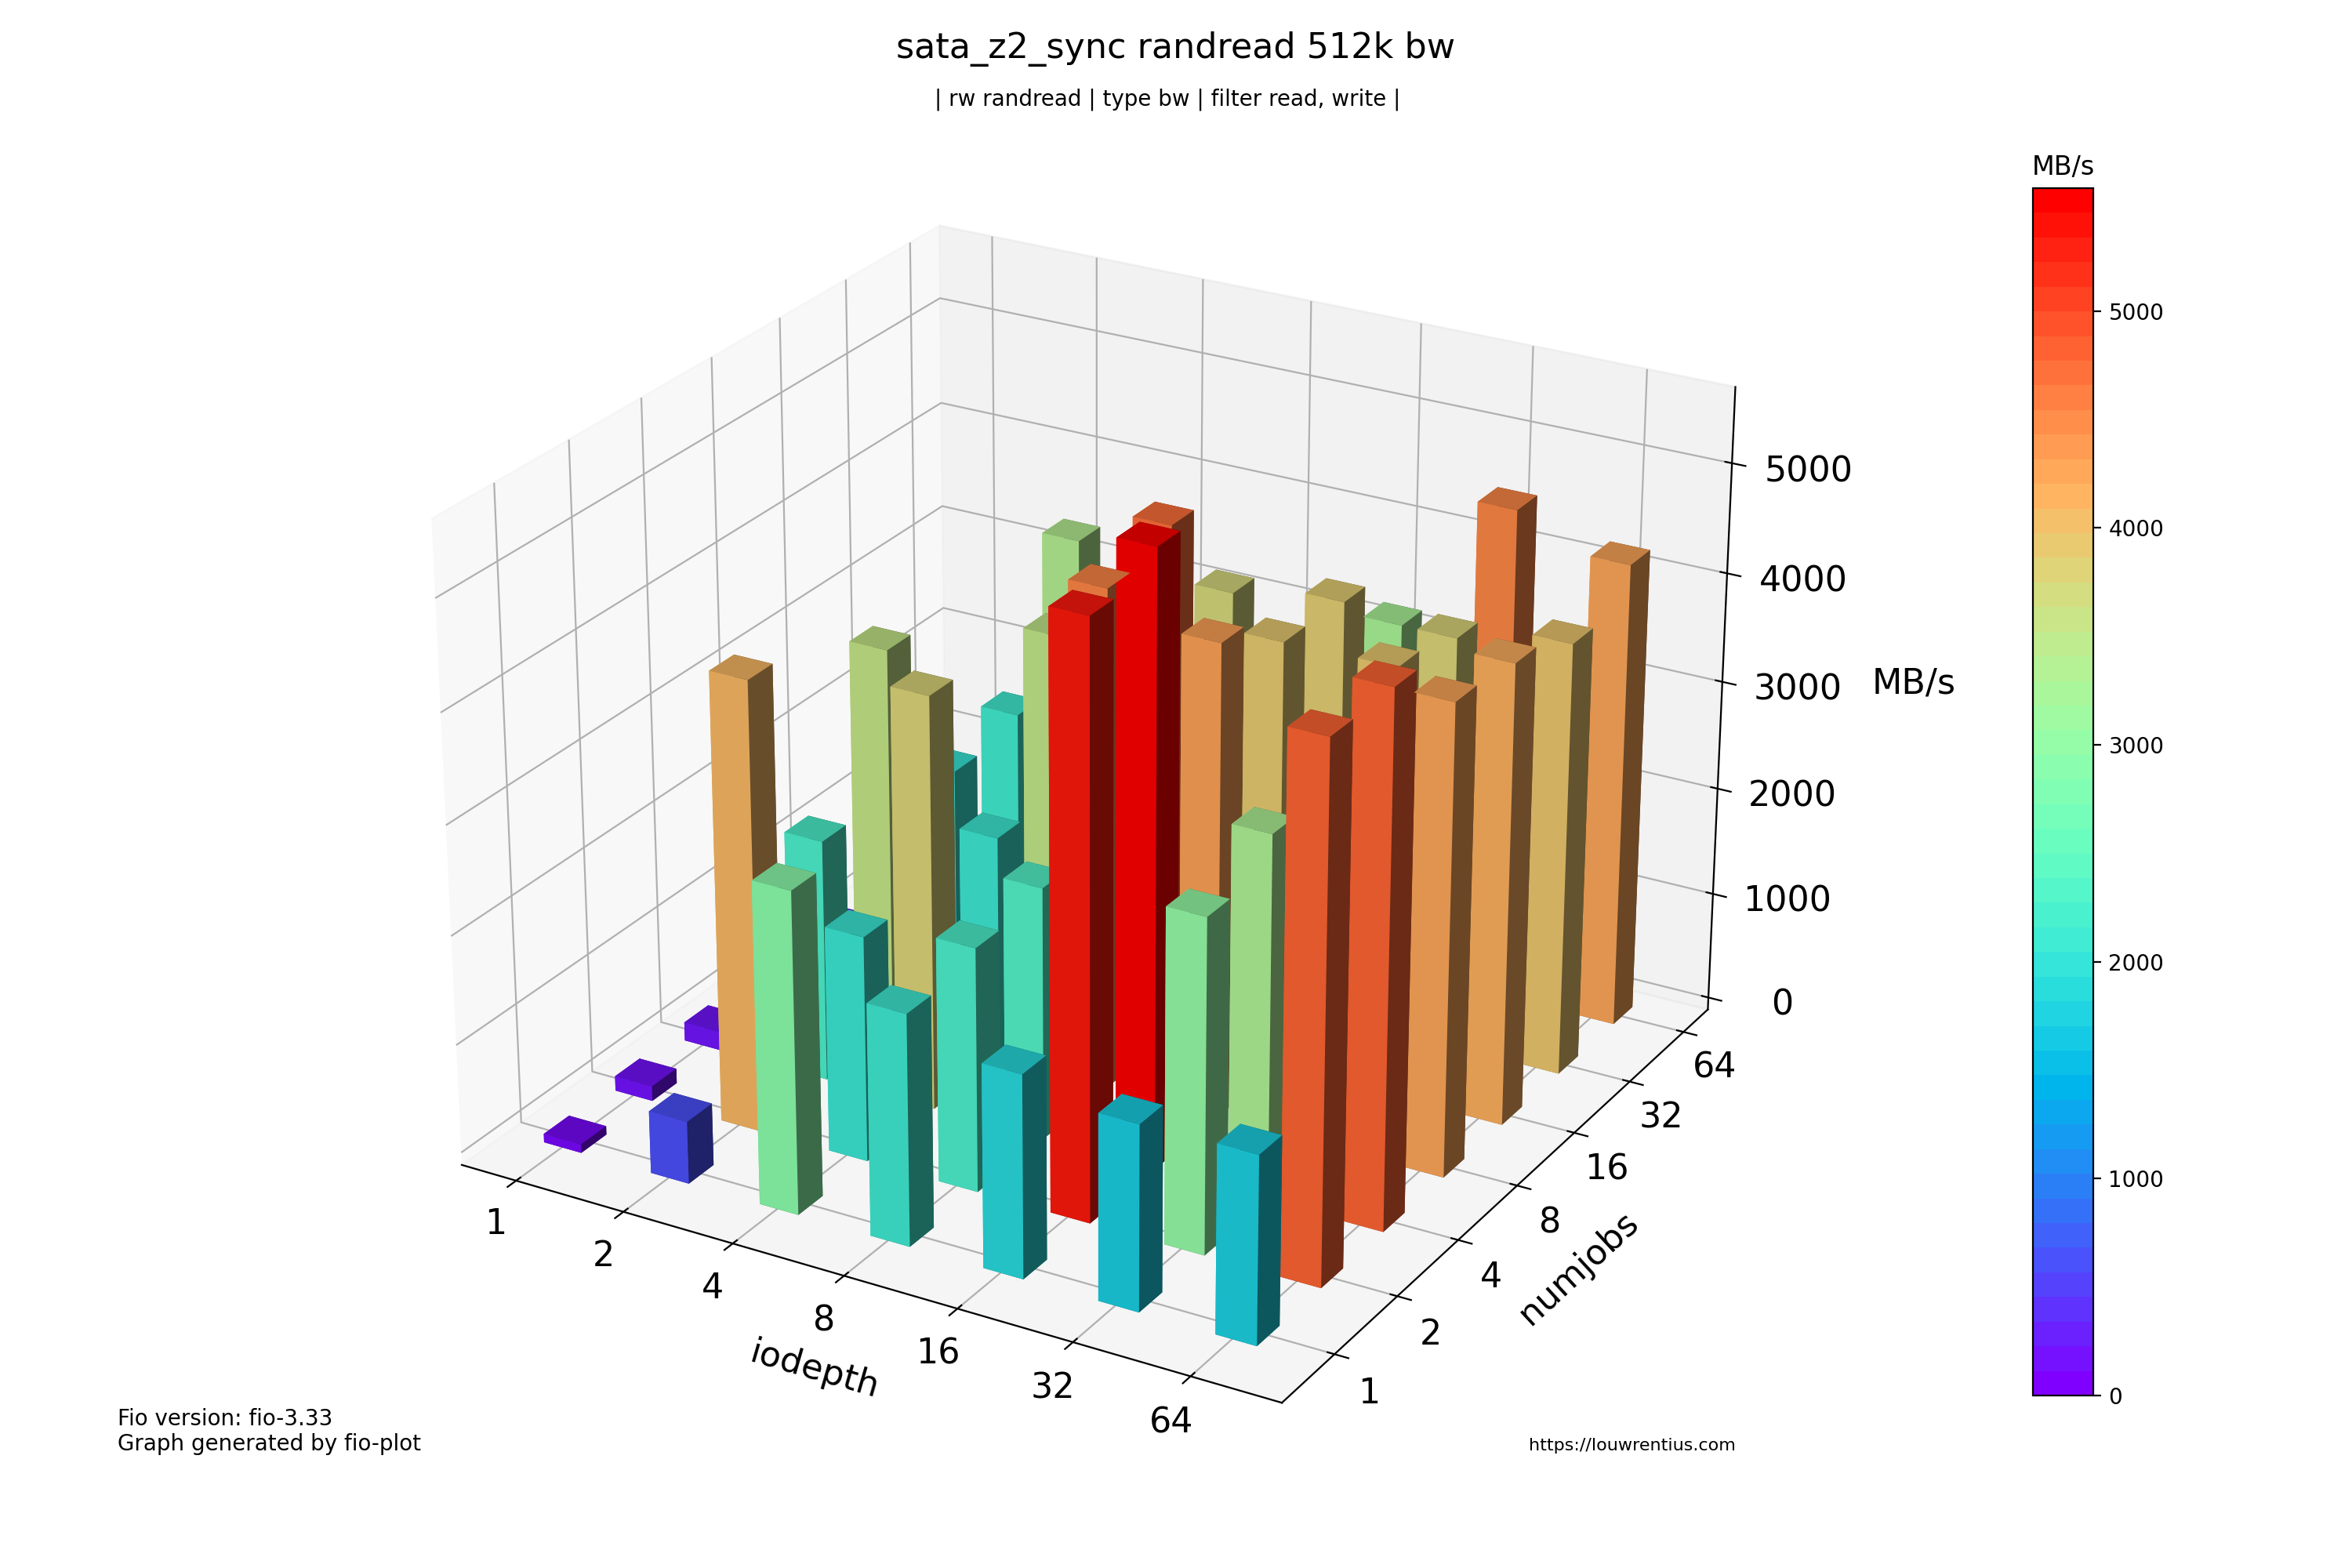 sata_z2_sync randread 512k bw
| rw randread | type bw | filter read, write |
MB/s
5000
4000
3000
2000
1000
0
5000
4000
3000
2000
1000
0
MB/s
64
32
16
8
4
2
1
numjobs
1
2
4
8
16
32
64
iodepth
Fio version: fio-3.33
Graph generated by fio-plot
https://louwrentius.com